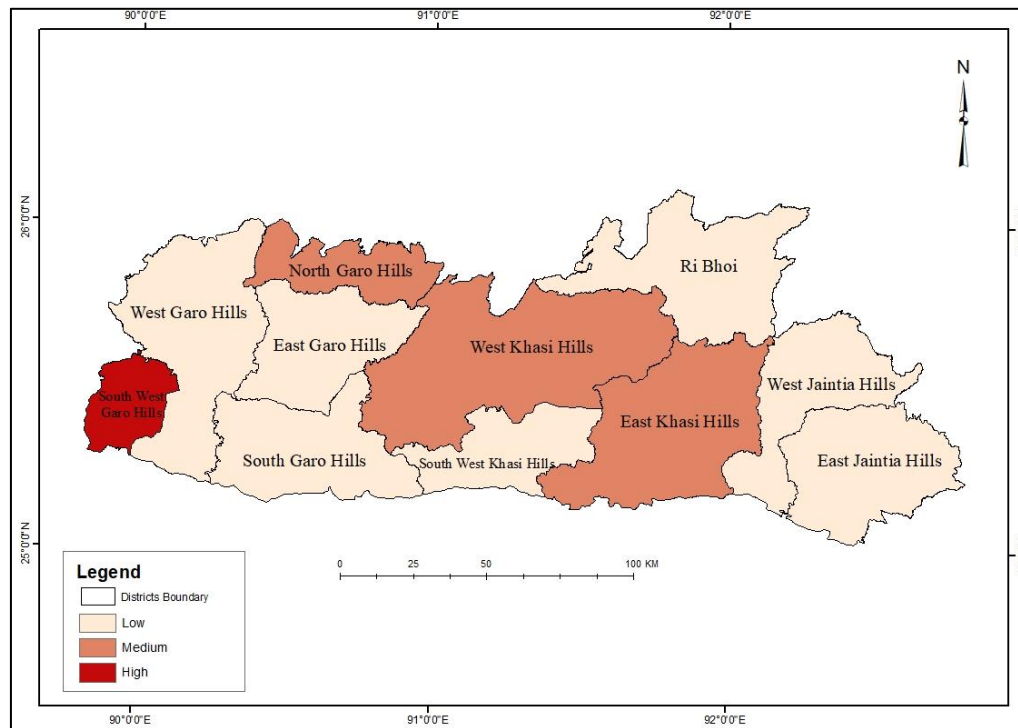 90°0'0"E
91°0'0"E
92°0'0"E
N
26°0'0"N
North Garo Hills
Ri Bhoi
West Garo Hills
East Garo Hills
West Khasi Hills
West Jaintia Hills
South West
Garo Hills
East Khasi Hills
South Garo Hills
South West Khasi Hills
East Jaintia Hills
25°0'0"N
Legend
Districts Boundary
Low
Medium
High
0 25 50 100 KM
90°0'0"E
91°0'0"E
92°0'0"E